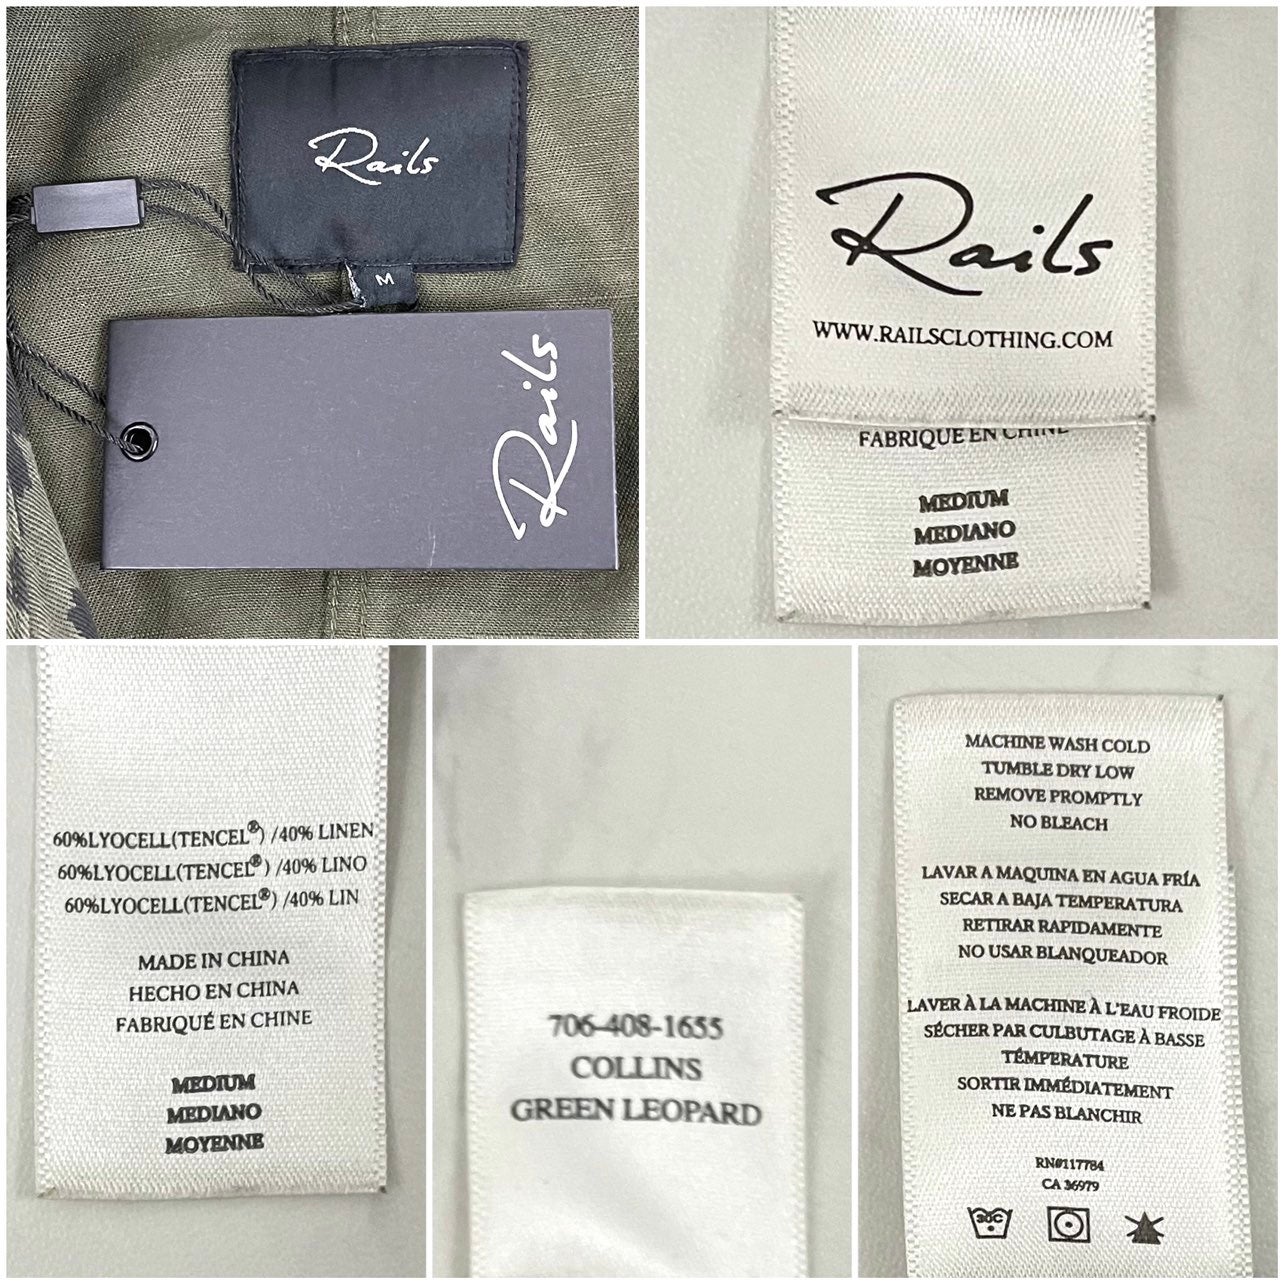 Rails
M
Rails
Rails
WWW.RAILSCLOTHING.COM
FABRIQUÉ EN CHINE
MEDIUM
MEDIANO
MOYENNE
60%LYOCELL(TENCEL®) /40% LINEN
60%LYOCELL(TENCEL®) /40% LINO
60%LYOCELL(TENCEL®) /40% LIN
MADE IN CHINA
HECHO EN CHINA
FABRIQUÉ EN CHINE
MEDIUM
MEDIANO
MOYENNE
706-408-1655
COLLINS
GREEN LEOPARD
MACHINE WASH COLD
TUMBLE DRY LOW
REMOVE PROMPTLY
NO BLEACH
LAVAR A MAQUINA EN AGUA FRÍA
SECAR A BAJA TEMPERATURA
RETIRAR RAPIDAMENTE
NO USAR BLANQUEADOR
LAVER À LA MACHINE À L'EAU FROIDE
SÉCHER PAR CULBUTAGE À BASSE
TÉMPERATURE
SORTIR IMMÉDIATEMENT
NE PAS BLANCHIR
RN#117784
CA 36979
30C